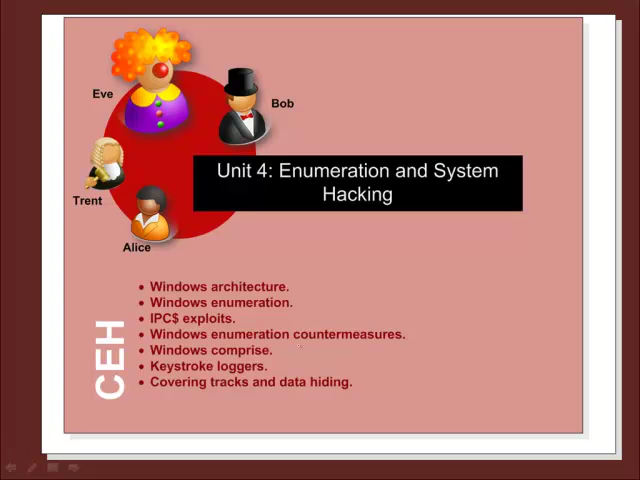 Eve
Bob
Trent
Alice
Unit 4: Enumeration and System
Hacking
CEH
• Windows architecture.
• Windows enumeration.
• IPC$ exploits.
• Windows enumeration countermeasures.
• Windows comprise.
• Keystroke loggers.
• Covering tracks and data hiding.